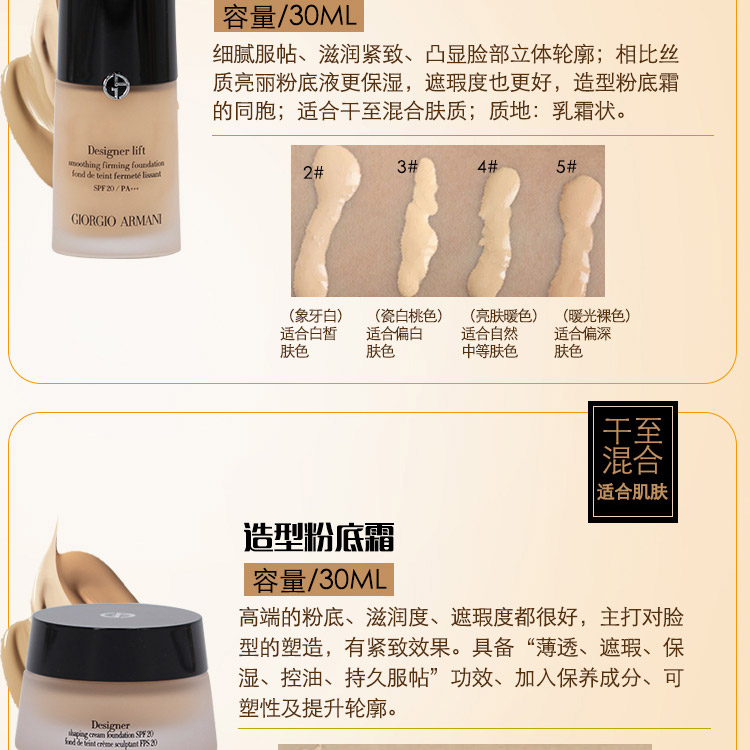 容量/30ML
细腻服帖、滋润紧致、凸显脸部立体轮廓；相比丝
质亮丽粉底液更保湿，遮瑕度也更好，造型粉底霜
的同胞；适合干至混合肤质；质地：乳霜状。
Designer lift
smoothing firming foundation
fond de teint fermeté lissant
SPF 20 / PA+++
GIORGIO ARMANI
2#
3#
4#
5#
（象牙白）
适合白皙
肤色
（瓷白桃色）
适合偏白
肤色
（亮肤暖色）
适合自然
中等肤色
（暖光裸色）
适合偏深
肤色
干至
混合
适合肌肤
造型粉底霜
容量/30ML
高端的粉底、滋润度、遮瑕度都很好，主打对脸
型的塑造，有紧致效果。具备“薄透、遮瑕、保
湿、控油、持久服帖”功效、加入保养成分、可
塑性及提升轮廓。
Designer
shaping cream foundation SPF 20
fond de teint crème sculptant FPS 20